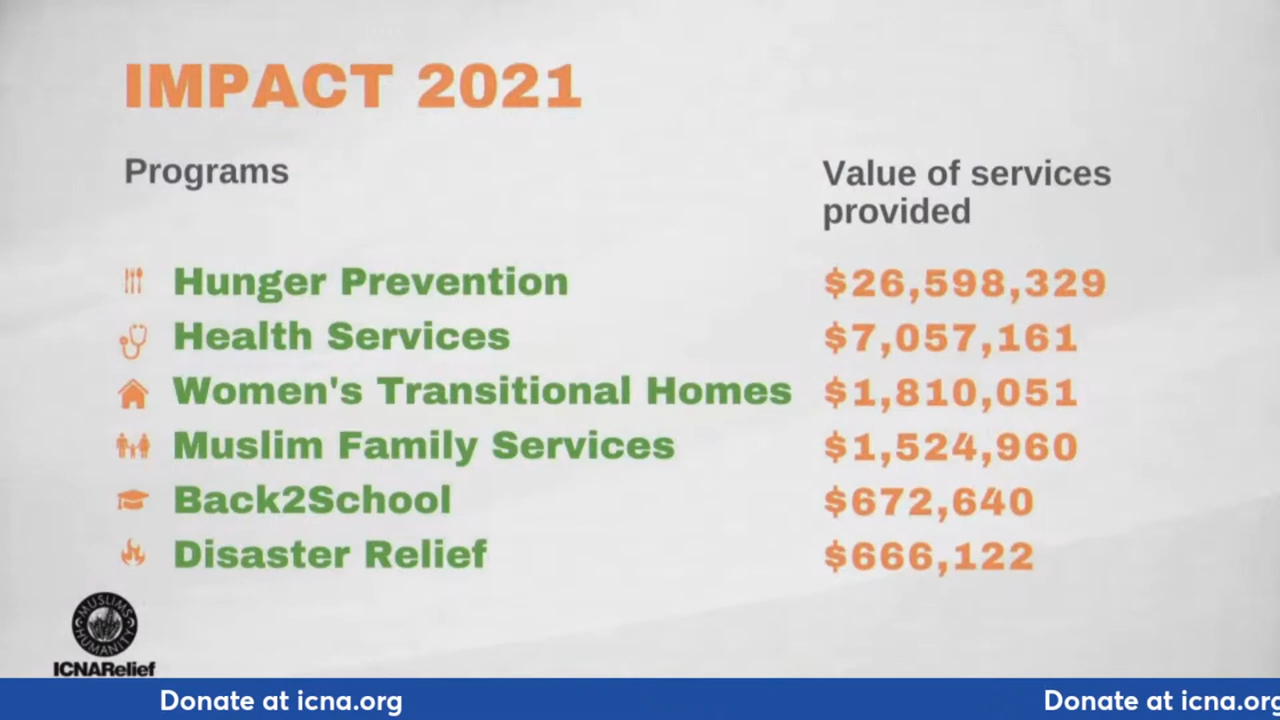 IMPACT 2021
Programs
Value of services
provided
Hunger Prevention $26,598,329
Health Services $7,057,161
Women's Transitional Homes $1,810,051
Muslim Family Services $1,524,960
Back2School $672,640
Disaster Relief $666,122
MUSLIMS
HUMANITY
ICNARelief
Donate at icna.org Donate at icna.org